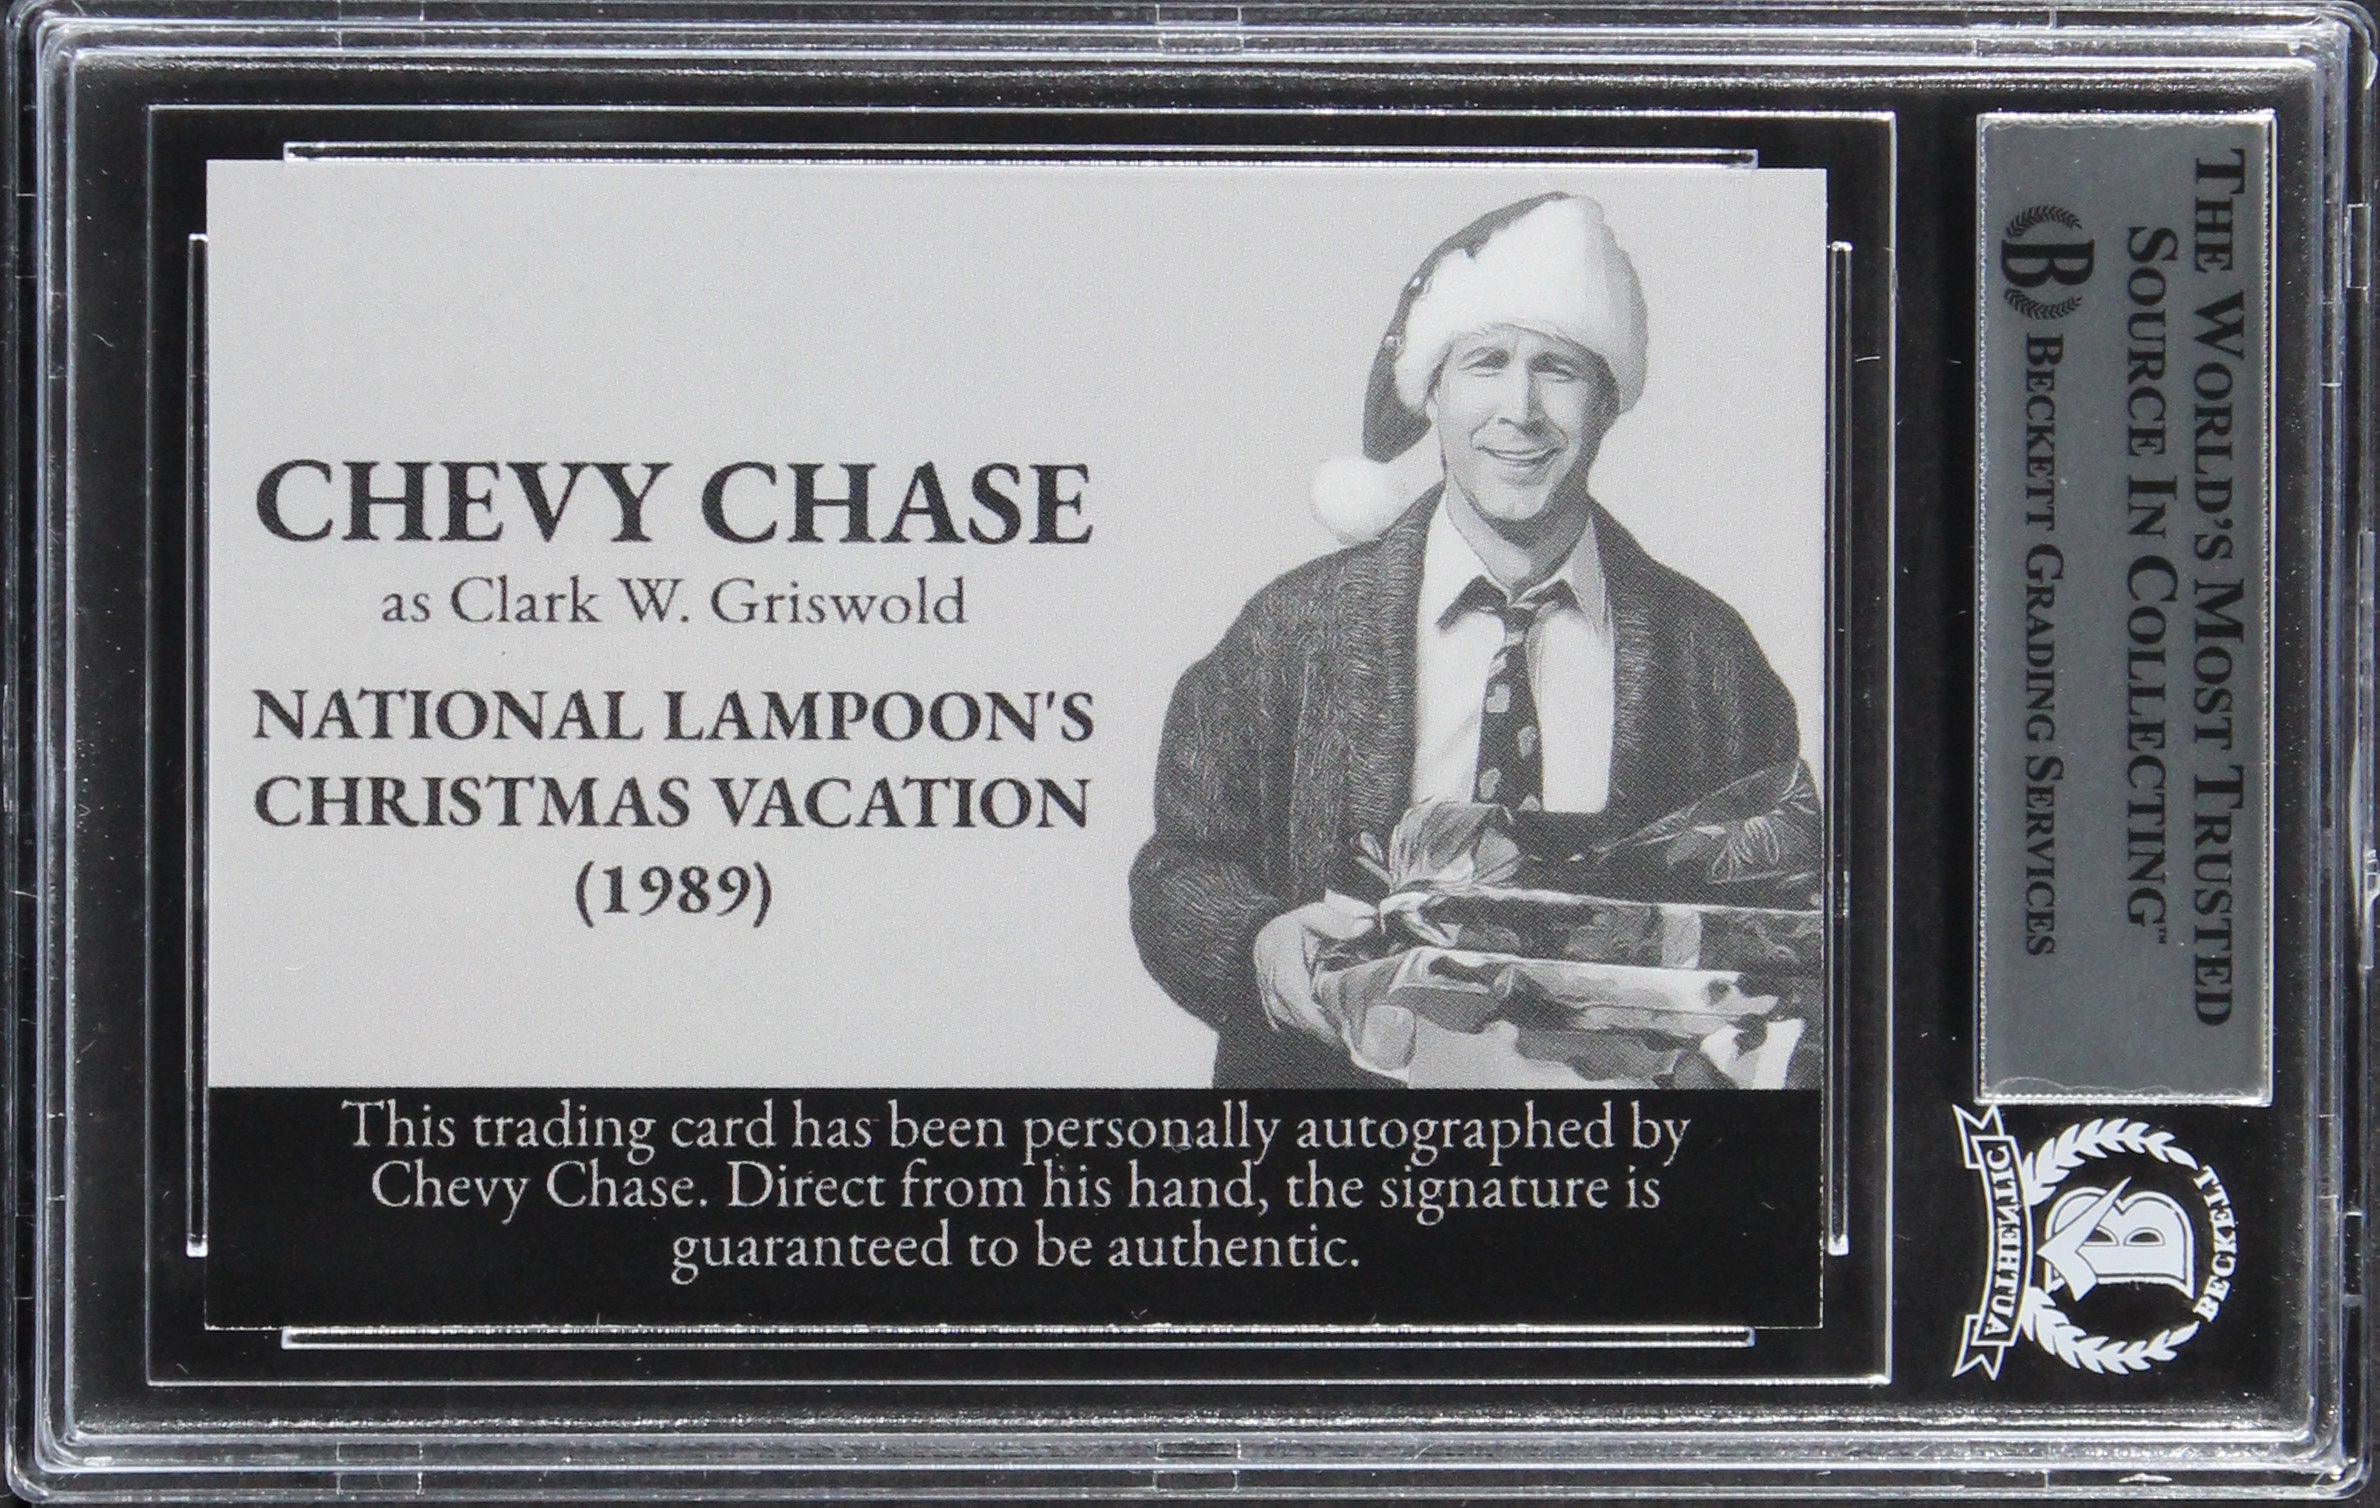 CHEVY CHASE
as Clark W. Griswold
NATIONAL LAMPOON'S
CHRISTMAS VACATION
(1989)
This trading card has been personally autographed by
Chevy Chase. Direct from his hand, the signature is
guaranteed to be authentic.
THE WORLD'S MOST TRUSTED
SOURCE IN COLLECTING™
B BECKETT GRADING SERVICES
BECKETT
B
AUTHENTIC